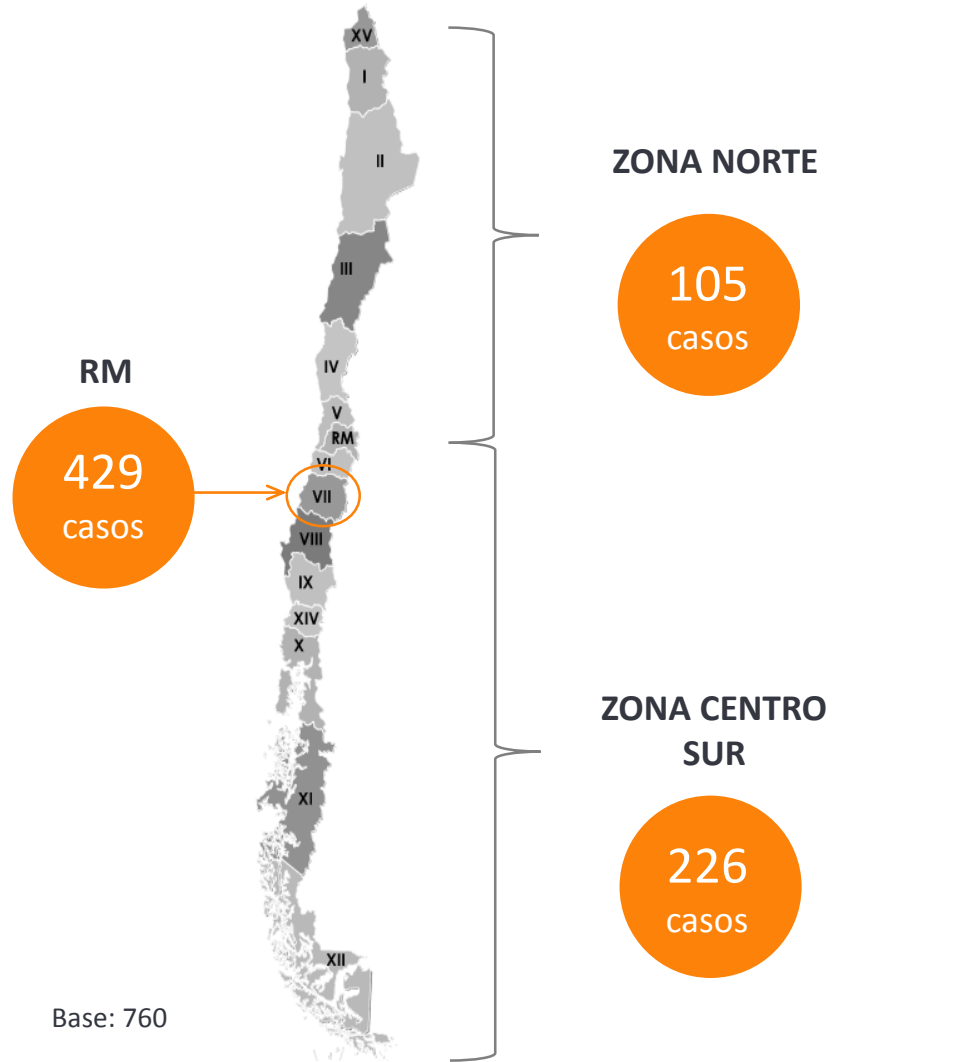 XV
I
II
ZONA NORTE
III
105
casos
IV
RM
V
RM
429
casos
VI
VII
VIII
IX
XIV
X
ZONA CENTRO
SUR
XI
226
casos
XII
Base: 760